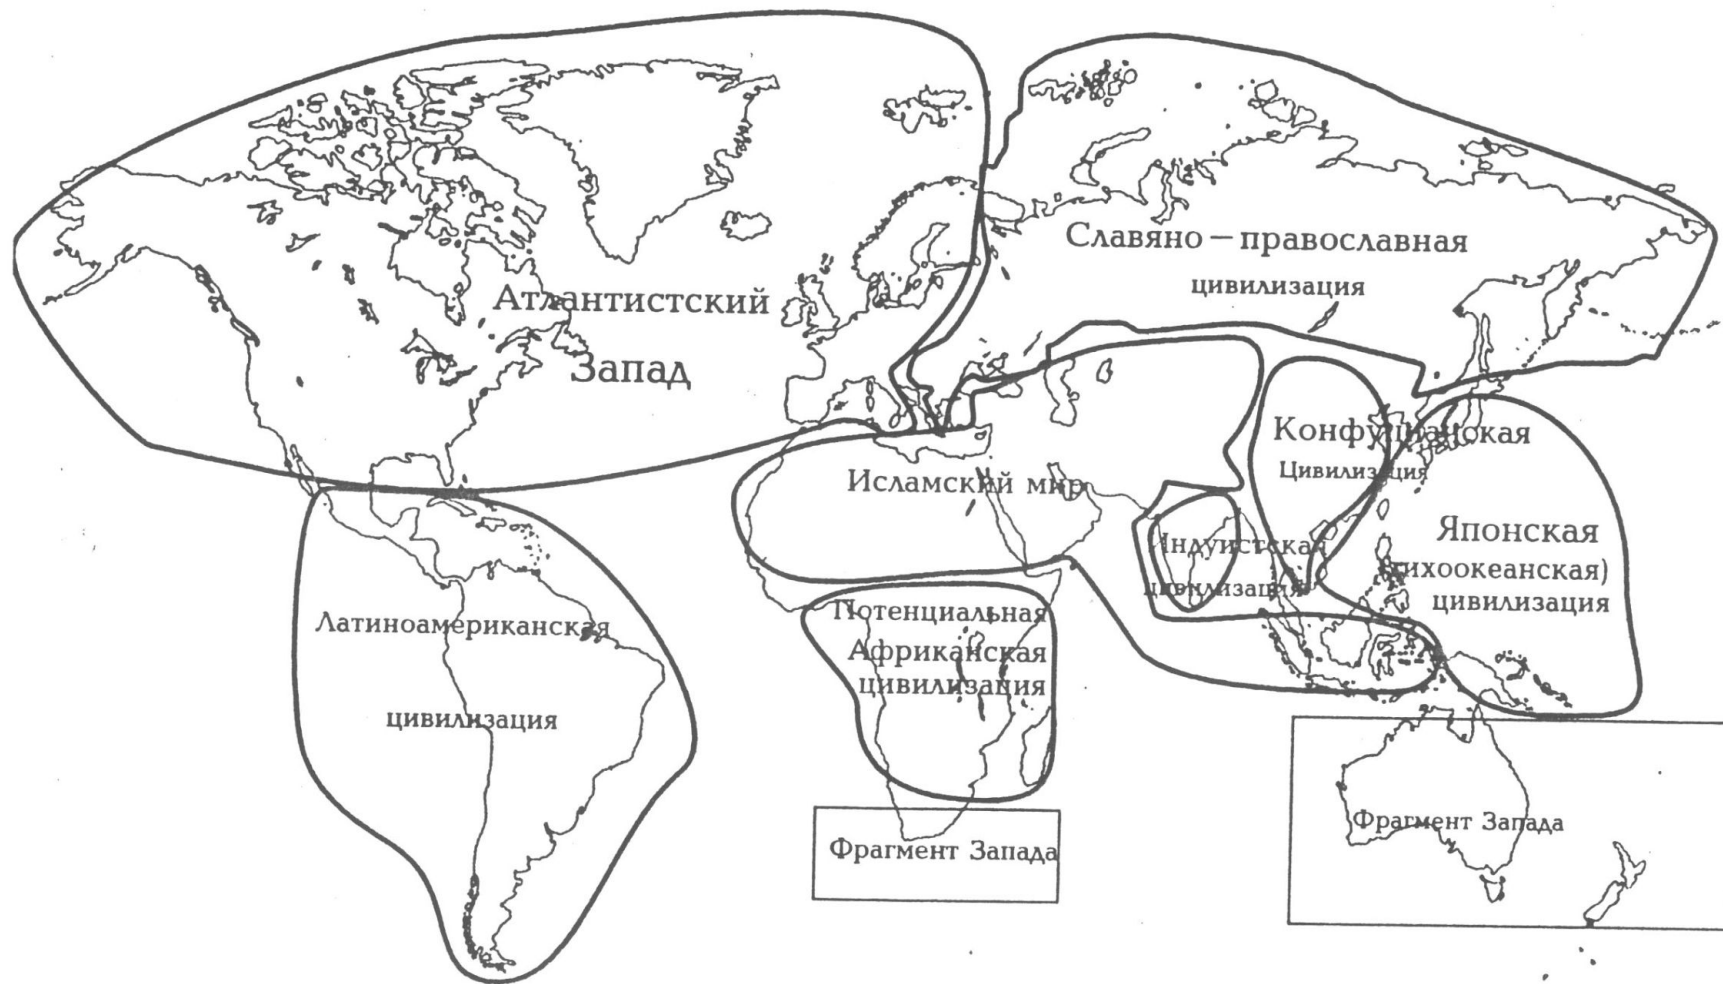 Атлантистский
Запад
Славяно – православная
цивилизация
Исламский мир
Конфуцианская
Цивилизация
Индуистская
цивилизация
Японская
(тихоокеанская)
цивилизация
Латиноамериканская
цивилизация
Потенциальная
Африканская
цивилизация
Фрагмент Запада
Фрагмент Запада